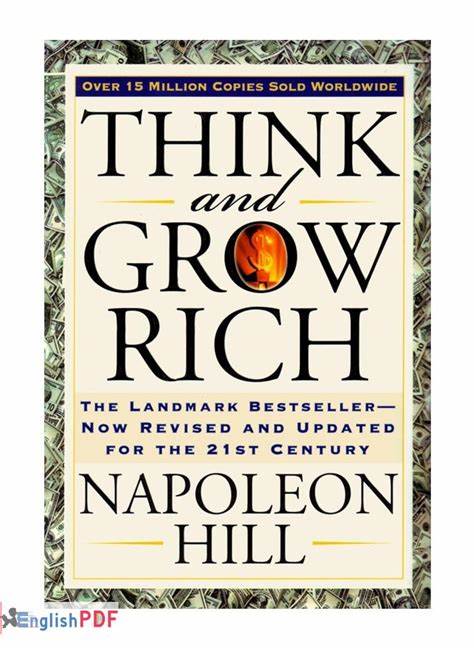 OVER 15 MILLION COPIES SOLD WORLDWIDE
THINK
and
GROW
RICH
THE LANDMARK BESTSELLER—
NOW REVISED AND UPDATED
FOR THE 21ST CENTURY
NAPOLEON
HILL
EnglishPDF